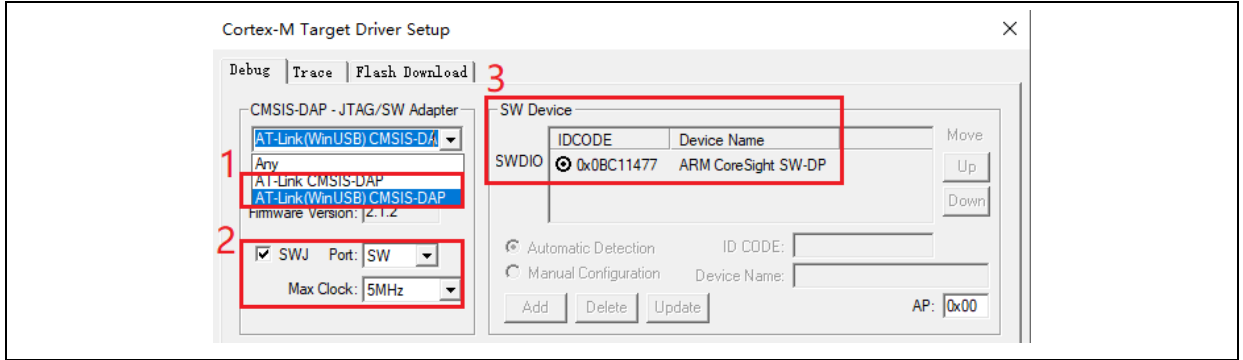 Cortex-M Target Driver Setup
Debug Trace Flash Download
3
CMSIS-DAP - JTAG/SW Adapter
AT-Link(WinUSB) CMSIS-DA
1
Any
AT-Link CMSIS-DAP
AT-Link(WinUSB) CMSIS-DAP
Firmware Version: 2.1.2
2
SWJ Port: SW
Max Clock: 5MHz
SW Device
IDCODE Device Name
SWDIO 0x0BC11477 ARM CoreSight SW-DP
Move
Up
Down
Automatic Detection ID CODE:
Manual Configuration Device Name:
Add Delete Update AP: 0x00